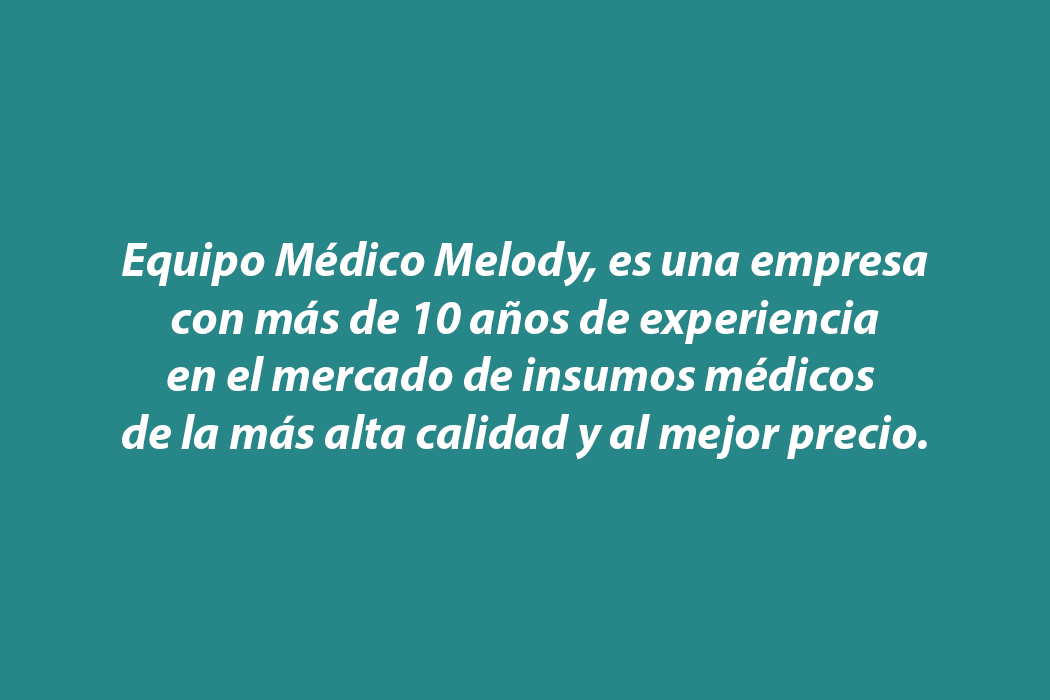 Equipo Médico Melody, es una empresa
con más de 10 años de experiencia
en el mercado de insumos médicos
de la más alta calidad y al mejor precio.